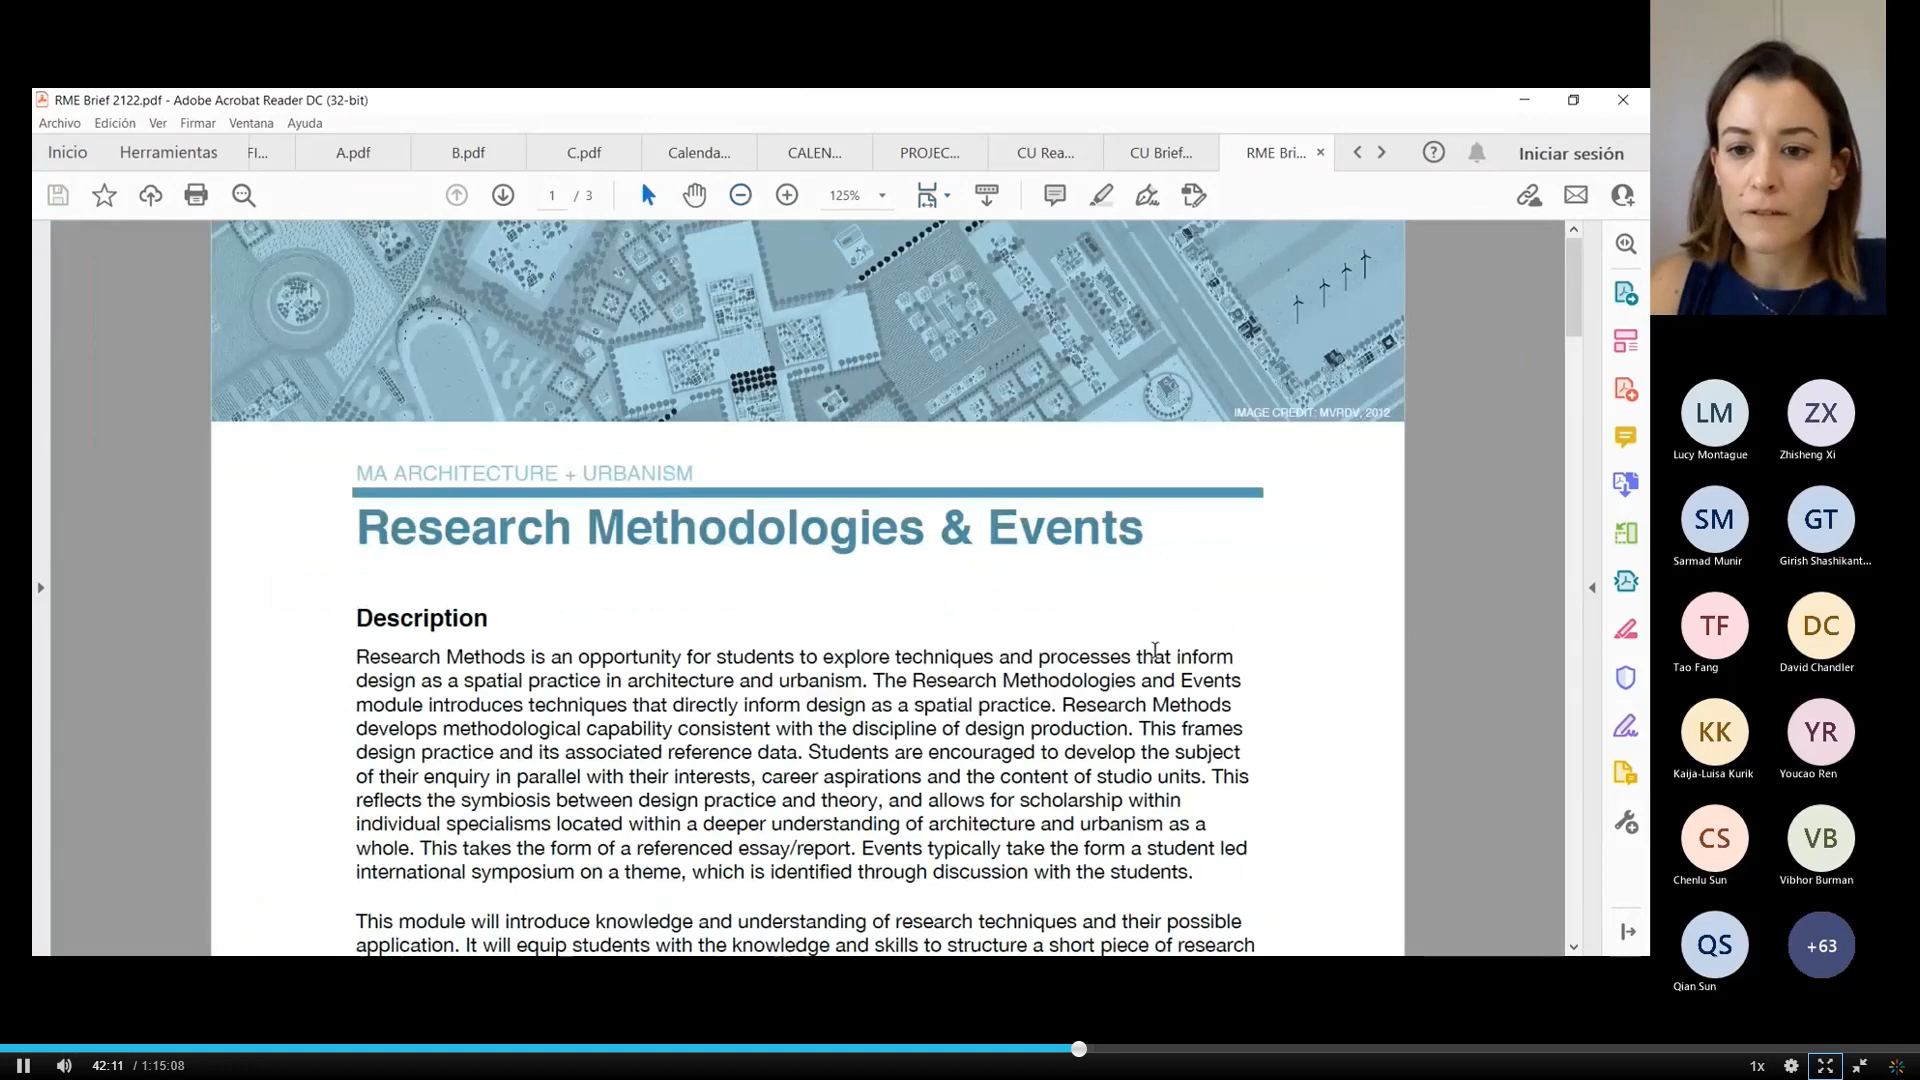 RME Brief 2122.pdf - Adobe Acrobat Reader DC (32-bit)
Archivo Edición Ver Firmar Ventana Ayuda
Inicio Herramientas FI... A.pdf B.pdf C.pdf Calenda... CALEN... PROJEC... CU Rea... CU Brief... RME Bri... Iniciar sesión
1 / 3 125%
IMAGE CREDIT: MVRDV, 2012
MA ARCHITECTURE + URBANISM
Research Methodologies & Events
Description
Research Methods is an opportunity for students to explore techniques and processes that inform
design as a spatial practice in architecture and urbanism. The Research Methodologies and Events
module introduces techniques that directly inform design as a spatial practice. Research Methods
develops methodological capability consistent with the discipline of design production. This frames
design practice and its associated reference data. Students are encouraged to develop the subject
of their enquiry in parallel with their interests, career aspirations and the content of studio units. This
reflects the symbiosis between design practice and theory, and allows for scholarship within
individual specialisms located within a deeper understanding of architecture and urbanism as a
whole. This takes the form of a referenced essay/report. Events typically take the form a student led
international symposium on a theme, which is identified through discussion with the students.
This module will introduce knowledge and understanding of research techniques and their possible
application. It will equip students with the knowledge and skills to structure a short piece of research
LM ZX
Lucy Montague Zhisheng Xi
SM GT
Sarmad Munir Girish Shashikant...
TF DC
Tao Fang David Chandler
KK YR
Kaija-Luisa Kurik Youcao Ren
CS VB
Chenlu Sun Vibhor Burman
QS +63
Qian Sun
42:11 / 1:15:08 1x